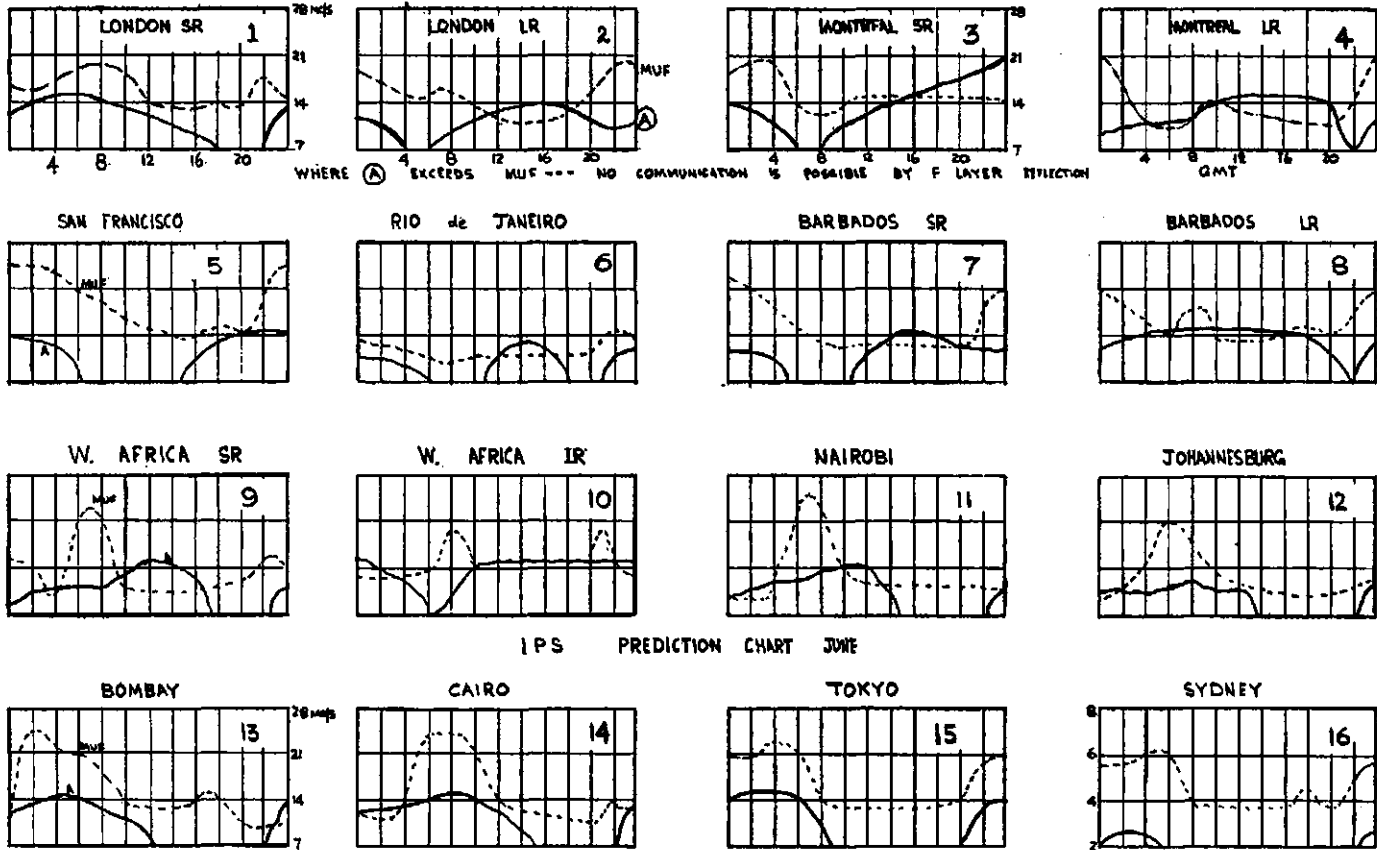 28 Mc/s LONDON SR 1
LONDON LR 2
MONTREAL SR 3 28
MONTREAL LR 4
21 MUF 21 21
14 A 14 14
7 7 7
4 8 12 16 20
4 8 12 16 20
4 8 12 16 20
4 8 12 16 20
GMT
WHERE A EXCEEDS MUF --- NO COMMUNICATION IS POSSIBLE BY F LAYER REFLECTION
SAN FRANCISCO
RIO de JANEIRO
BARBADOS SR
BARBADOS LR
5 6 7 8
MUF
A
W. AFRICA SR
W. AFRICA LR
NAIROBI
JOHANNESBURG
9 10 11 12
MUF
A
IPS PREDICTION CHART JUNE
BOMBAY
CAIRO
TOKYO
SYDNEY
28 Mc/s 8
13 14 15 16
MUF 21 6
A 14 4
7 2